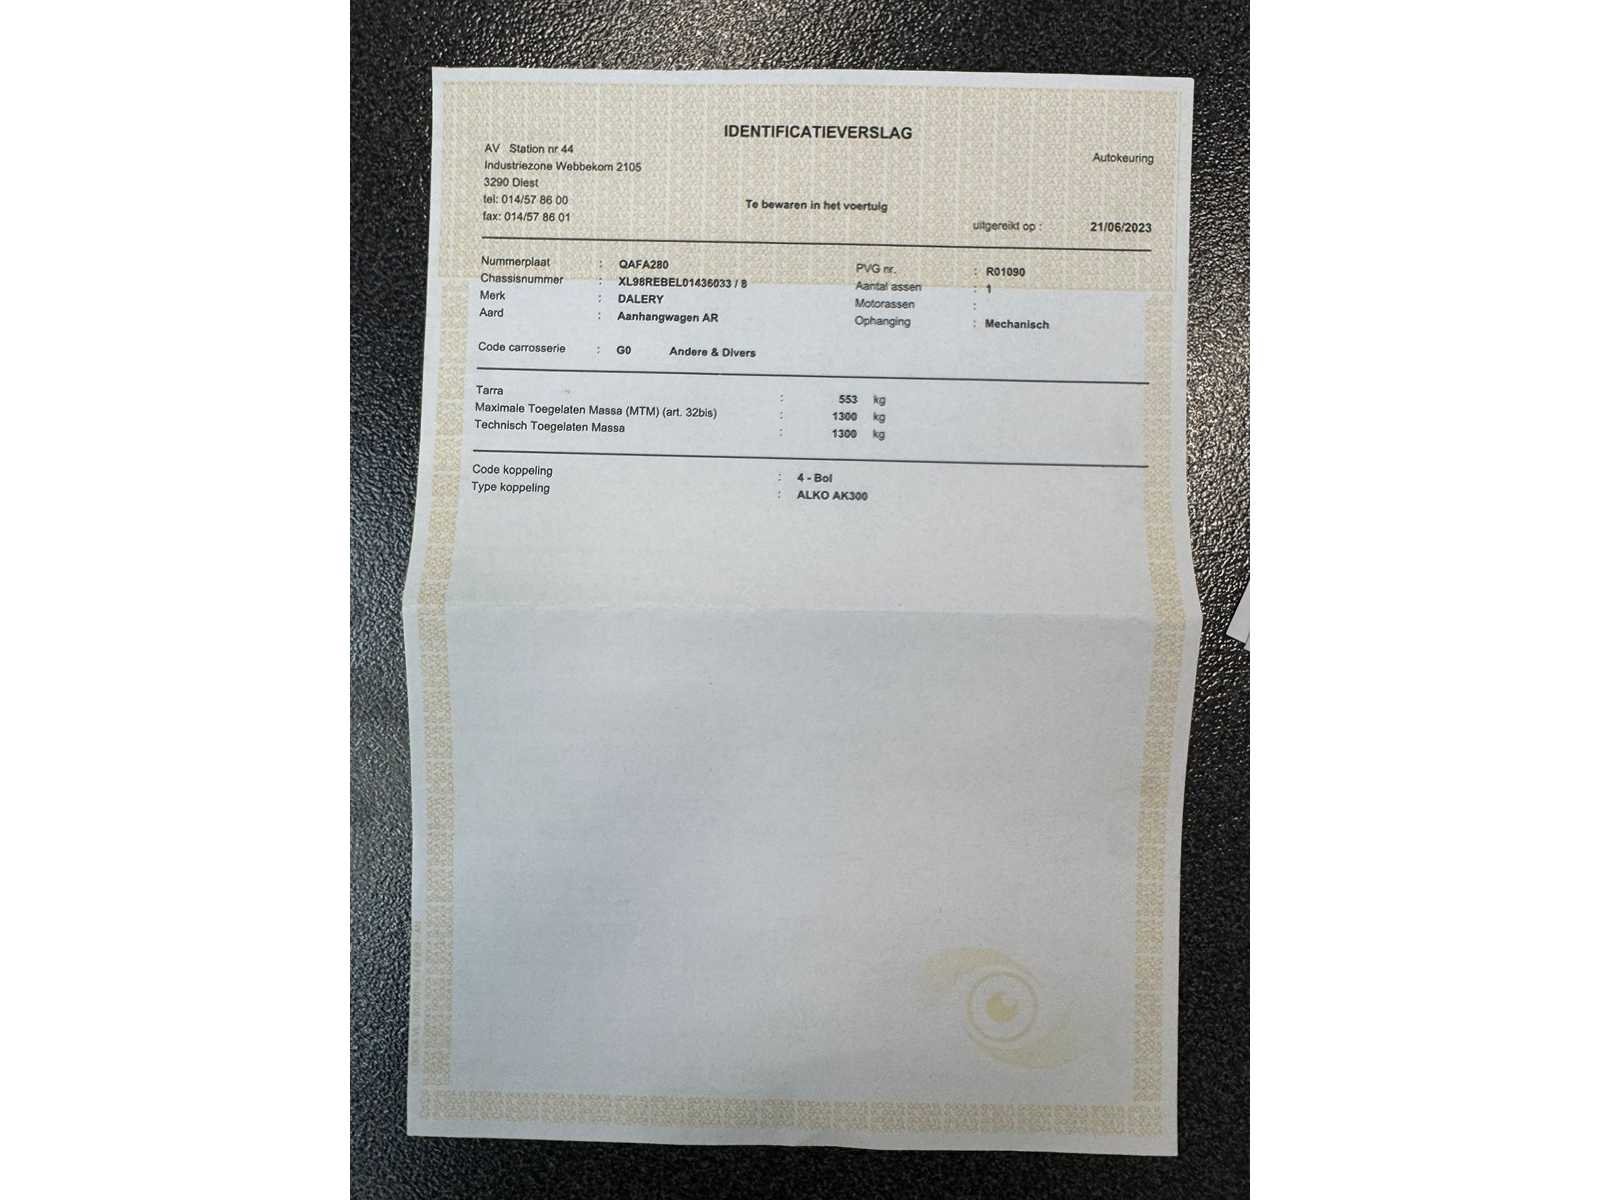 IDENTIFICATIEVERSLAG
AV Station nr 44
Industriezone Webbekom 2105
3290 Diest
tel: 014/57 86 00
fax: 014/57 86 01
Autokeuring
Te bewaren in het voertuig
uitgereikt op : 21/06/2023
Nummerplaat : QAFA280
Chassisnummer : XL98REBEL01436033 / 8
Merk : DALERY
Aard : Aanhangwagen AR
PVG nr. : R01090
Aantal assen : 1
Motorassen :
Ophanging : Mechanisch
Code carrosserie : G0 Andere & Divers
Tarra : 553 kg
Maximale Toegelaten Massa (MTM) (art. 32bis) : 1300 kg
Technisch Toegelaten Massa : 1300 kg
Code koppeling : 4 - Bol
Type koppeling : ALKO AK300